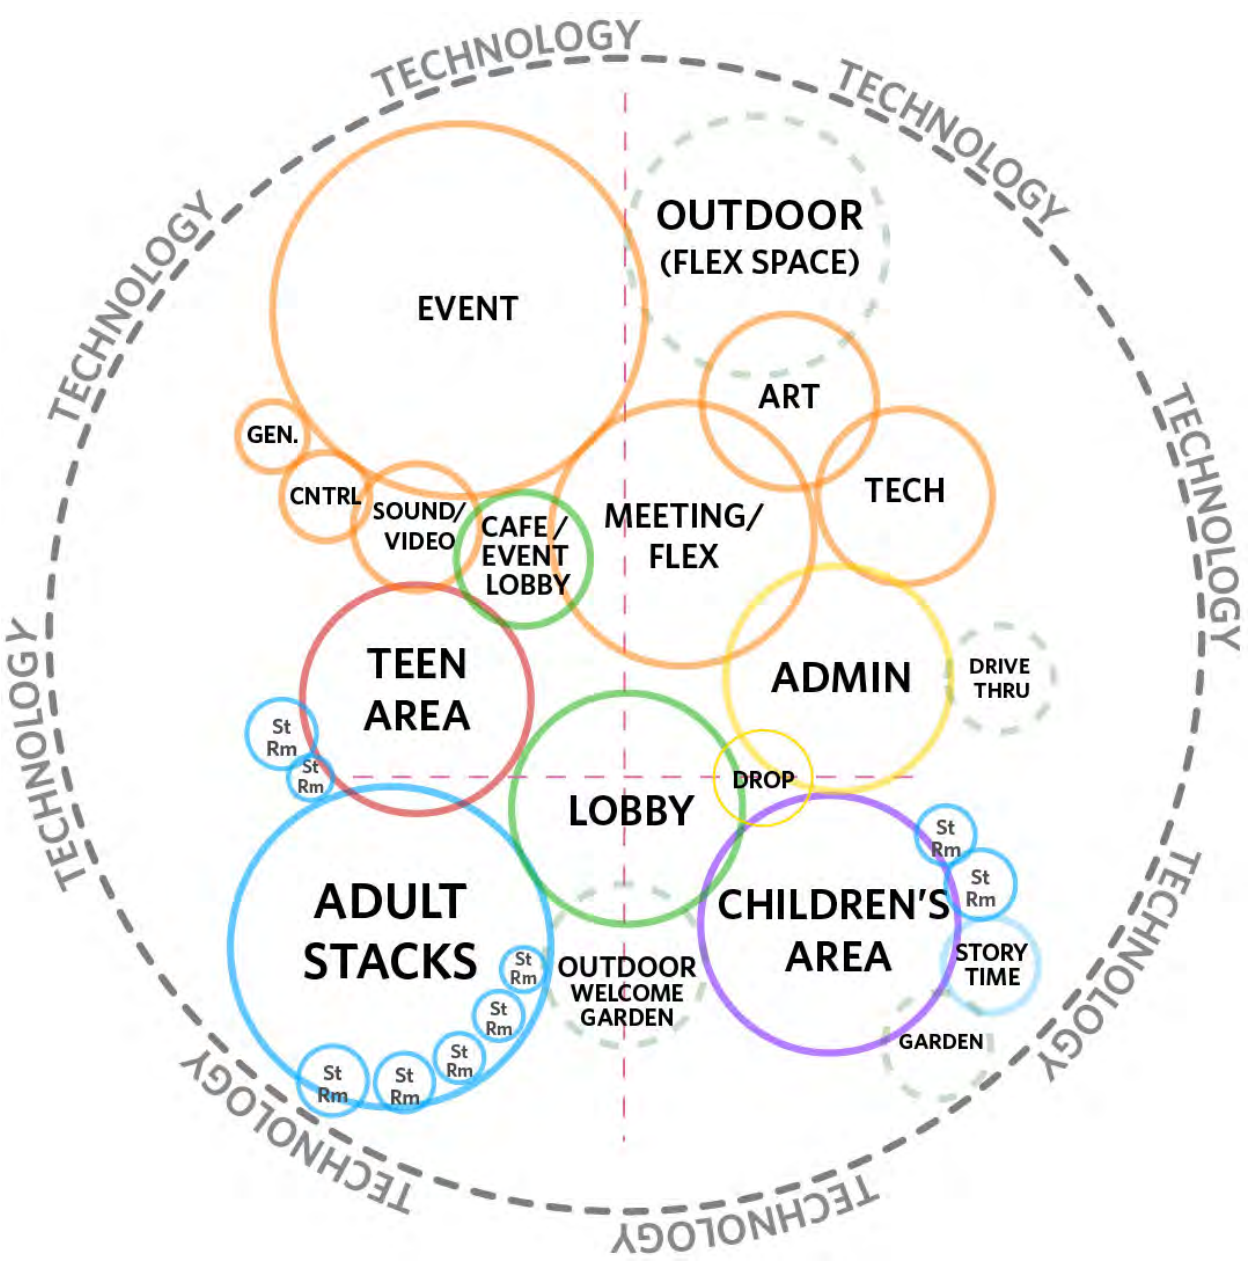 TECHNOLOGY
TECHNOLOGY
TECHNOLOGY
TECHNOLOGY
TECHNOLOGY
TECHNOLOGY
TECHNOLOGY
TECHNOLOGY
OUTDOOR
(FLEX SPACE)
EVENT
ART
GEN.
CNTRL
SOUND/
VIDEO
CAFE /
EVENT
LOBBY
MEETING/
FLEX
TECH
TEEN
AREA
ADMIN
DRIVE
THRU
St
Rm
St
Rm
DROP
LOBBY
ADULT
STACKS
St
Rm
St
Rm
St
Rm
St
Rm
St
Rm
OUTDOOR
WELCOME
GARDEN
CHILDREN'S
AREA
St
Rm
St
Rm
STORY
TIME
GARDEN